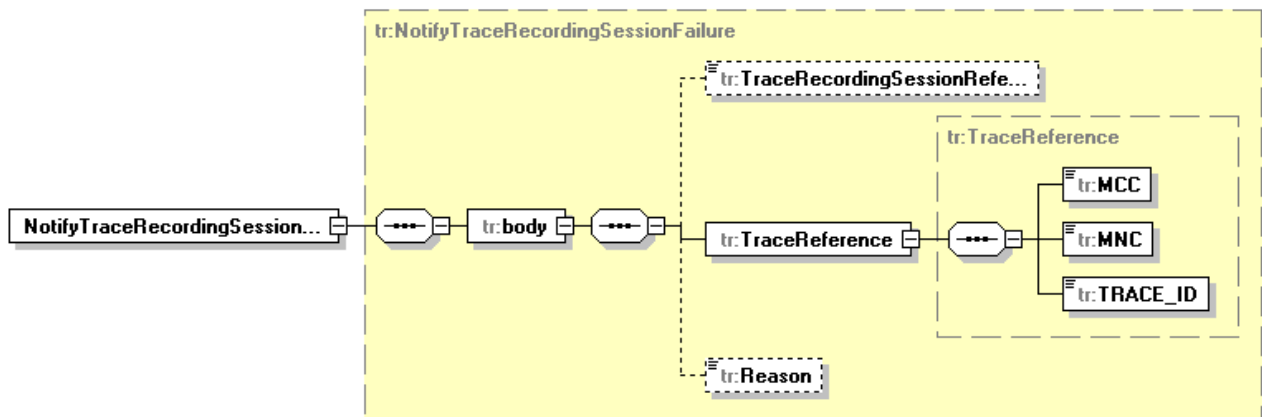 tr:NotifyTraceRecordingSessionFailure
tr:TraceRecordingSessionRefe...
tr:TraceReference
tr:MCC
NotifyTraceRecordingSession...
tr:body
tr:TraceReference
tr:MNC
tr:TRACE_ID
tr:Reason